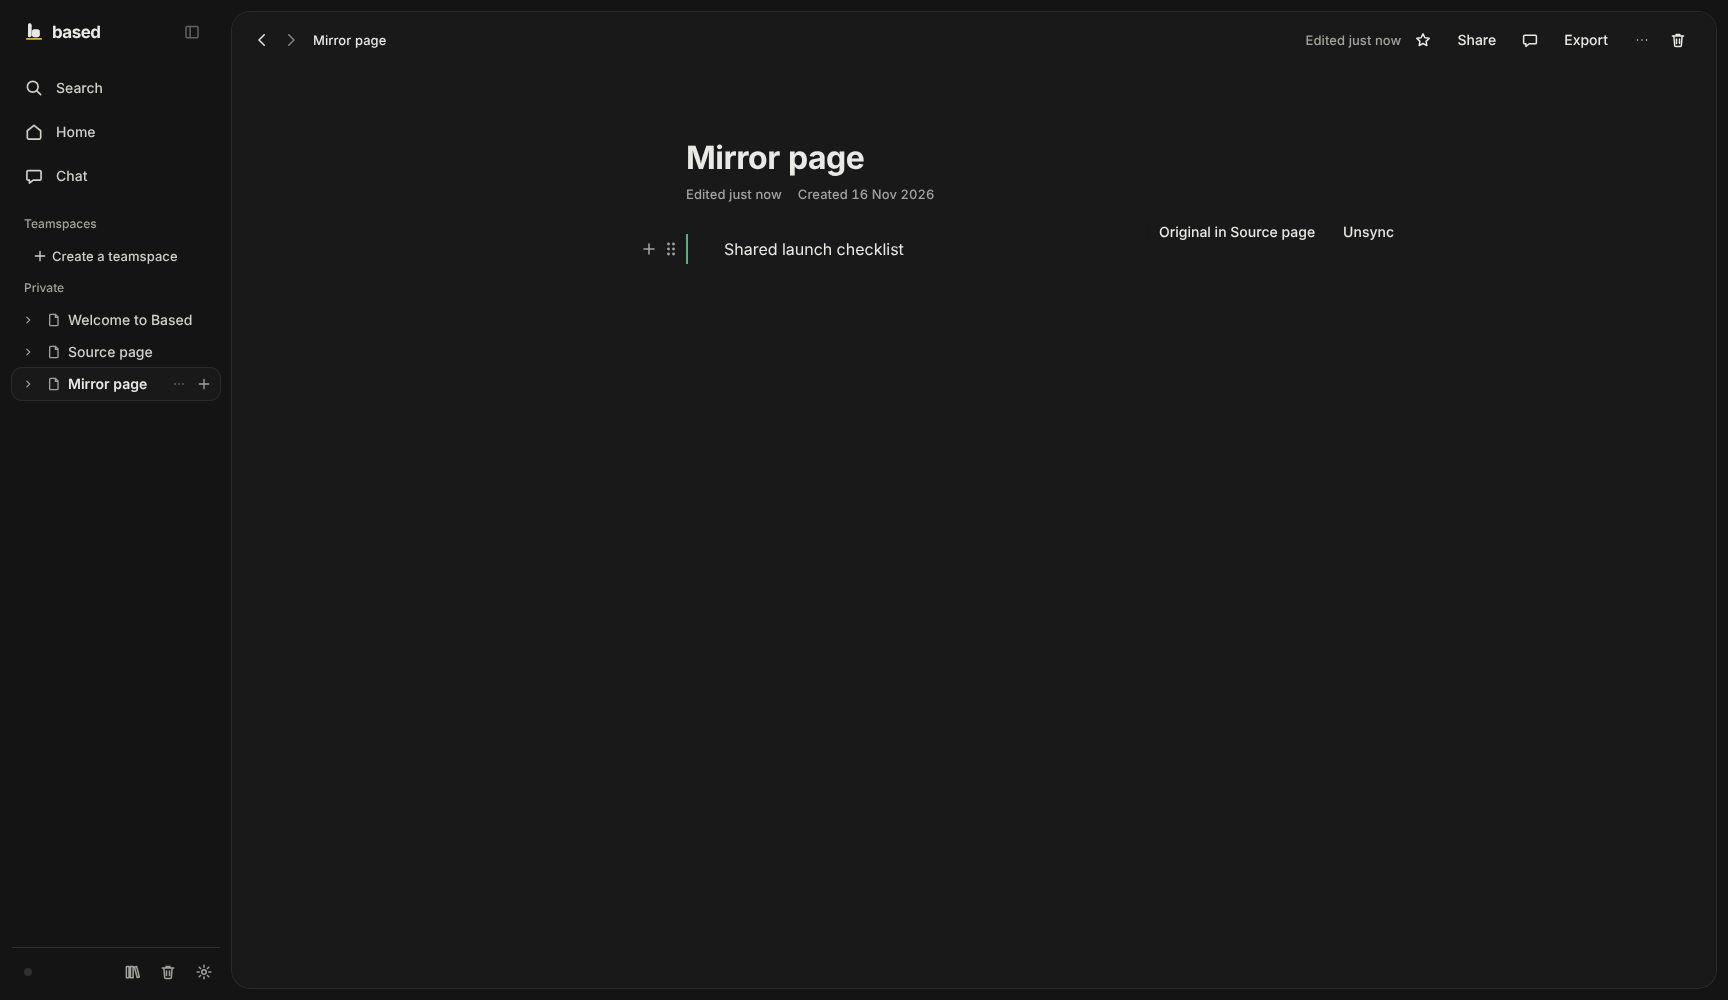 based
Search
Home
Chat
Teamspaces
Create a teamspace
Private
Welcome to Based
Source page
Mirror page
Mirror page
Edited just now
Share
Export
Mirror page
Edited just now Created 16 Nov 2026
Original in Source page Unsync
Shared launch checklist